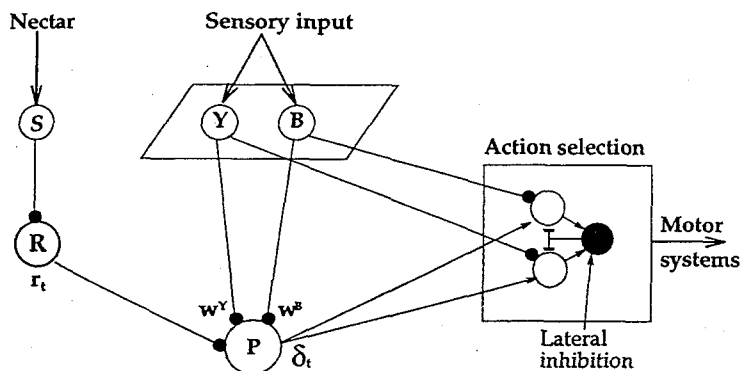 Nectar
Sensory input
S
Y
B
Action selection
R
r_t
Motor
systems
w^Y
w^B
P
δ_t
Lateral
inhibition